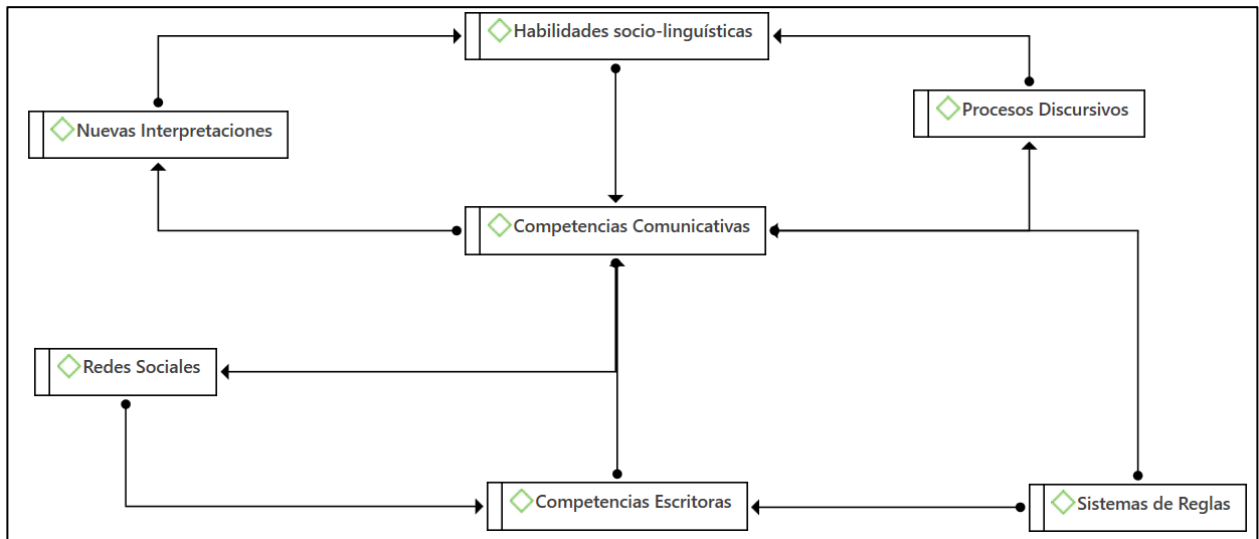 Habilidades socio-linguísticas
Nuevas Interpretaciones
Procesos Discursivos
Competencias Comunicativas
Redes Sociales
Competencias Escritoras
Sistemas de Reglas